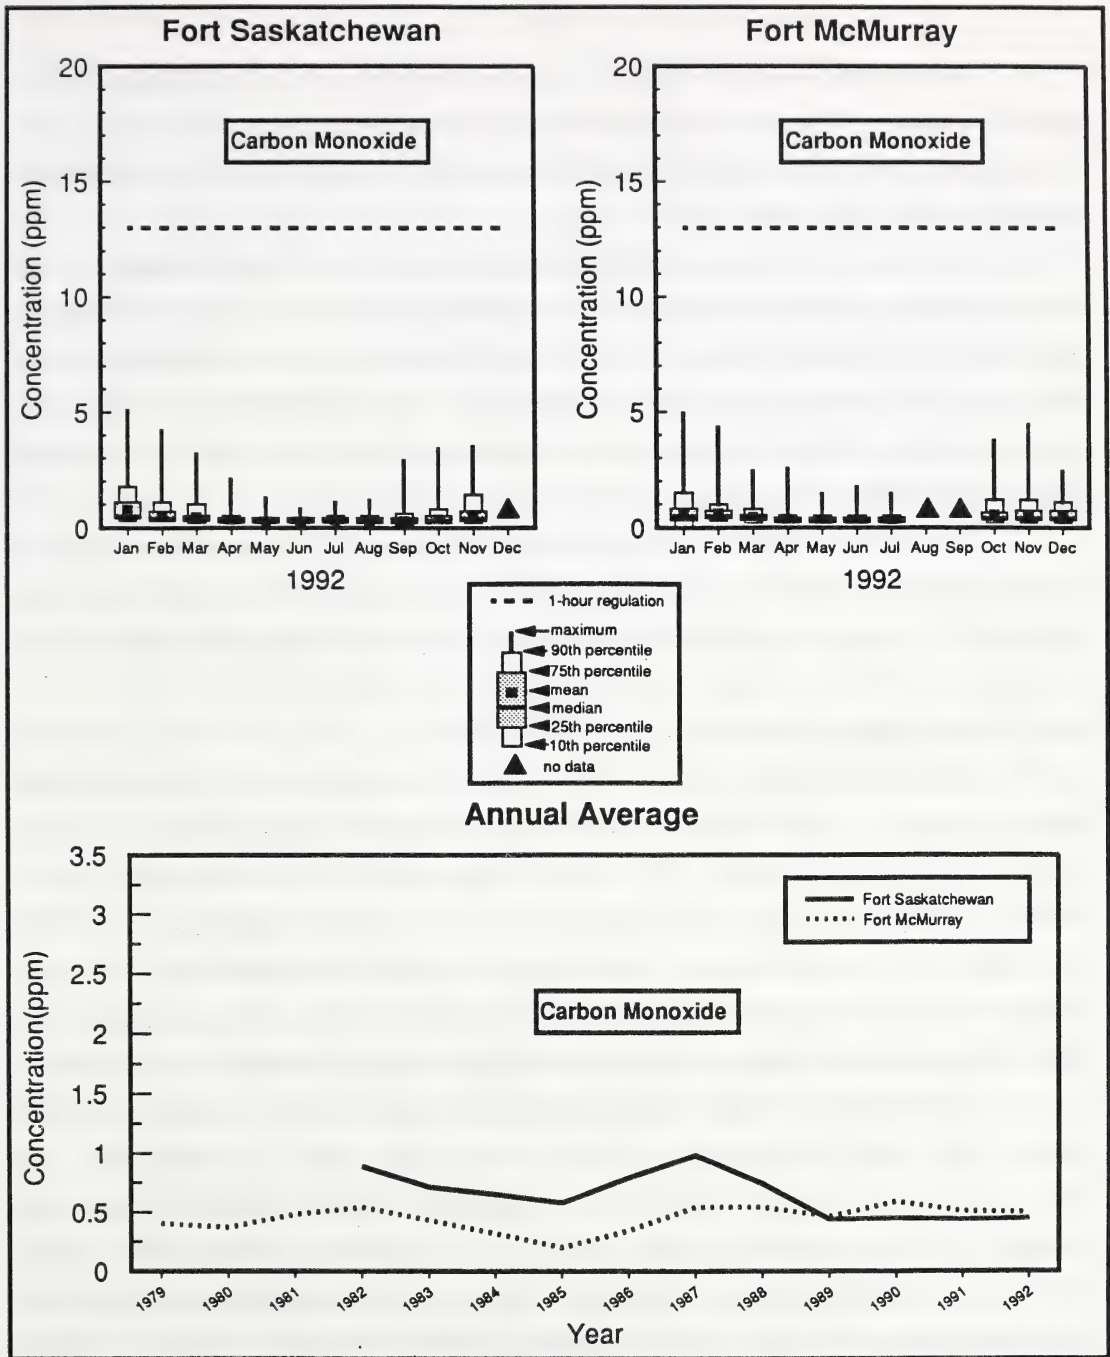 Fort Saskatchewan
Concentration (ppm)
20
15
10
5
0
Carbon Monoxide
Jan Feb Mar Apr May Jun Jul Aug Sep Oct Nov Dec
1992
Fort McMurray
Concentration (ppm)
20
15
10
5
0
Carbon Monoxide
Jan Feb Mar Apr May Jun Jul Aug Sep Oct Nov Dec
1992
1-hour regulation
maximum
90th percentile
75th percentile
mean
median
25th percentile
10th percentile
no data
Annual Average
Concentration(ppm)
3.5
3
2.5
2
1.5
1
0.5
0
Fort Saskatchewan
Fort McMurray
Carbon Monoxide
1979 1980 1981 1982 1983 1984 1985 1986 1987 1988 1989 1990 1991 1992
Year